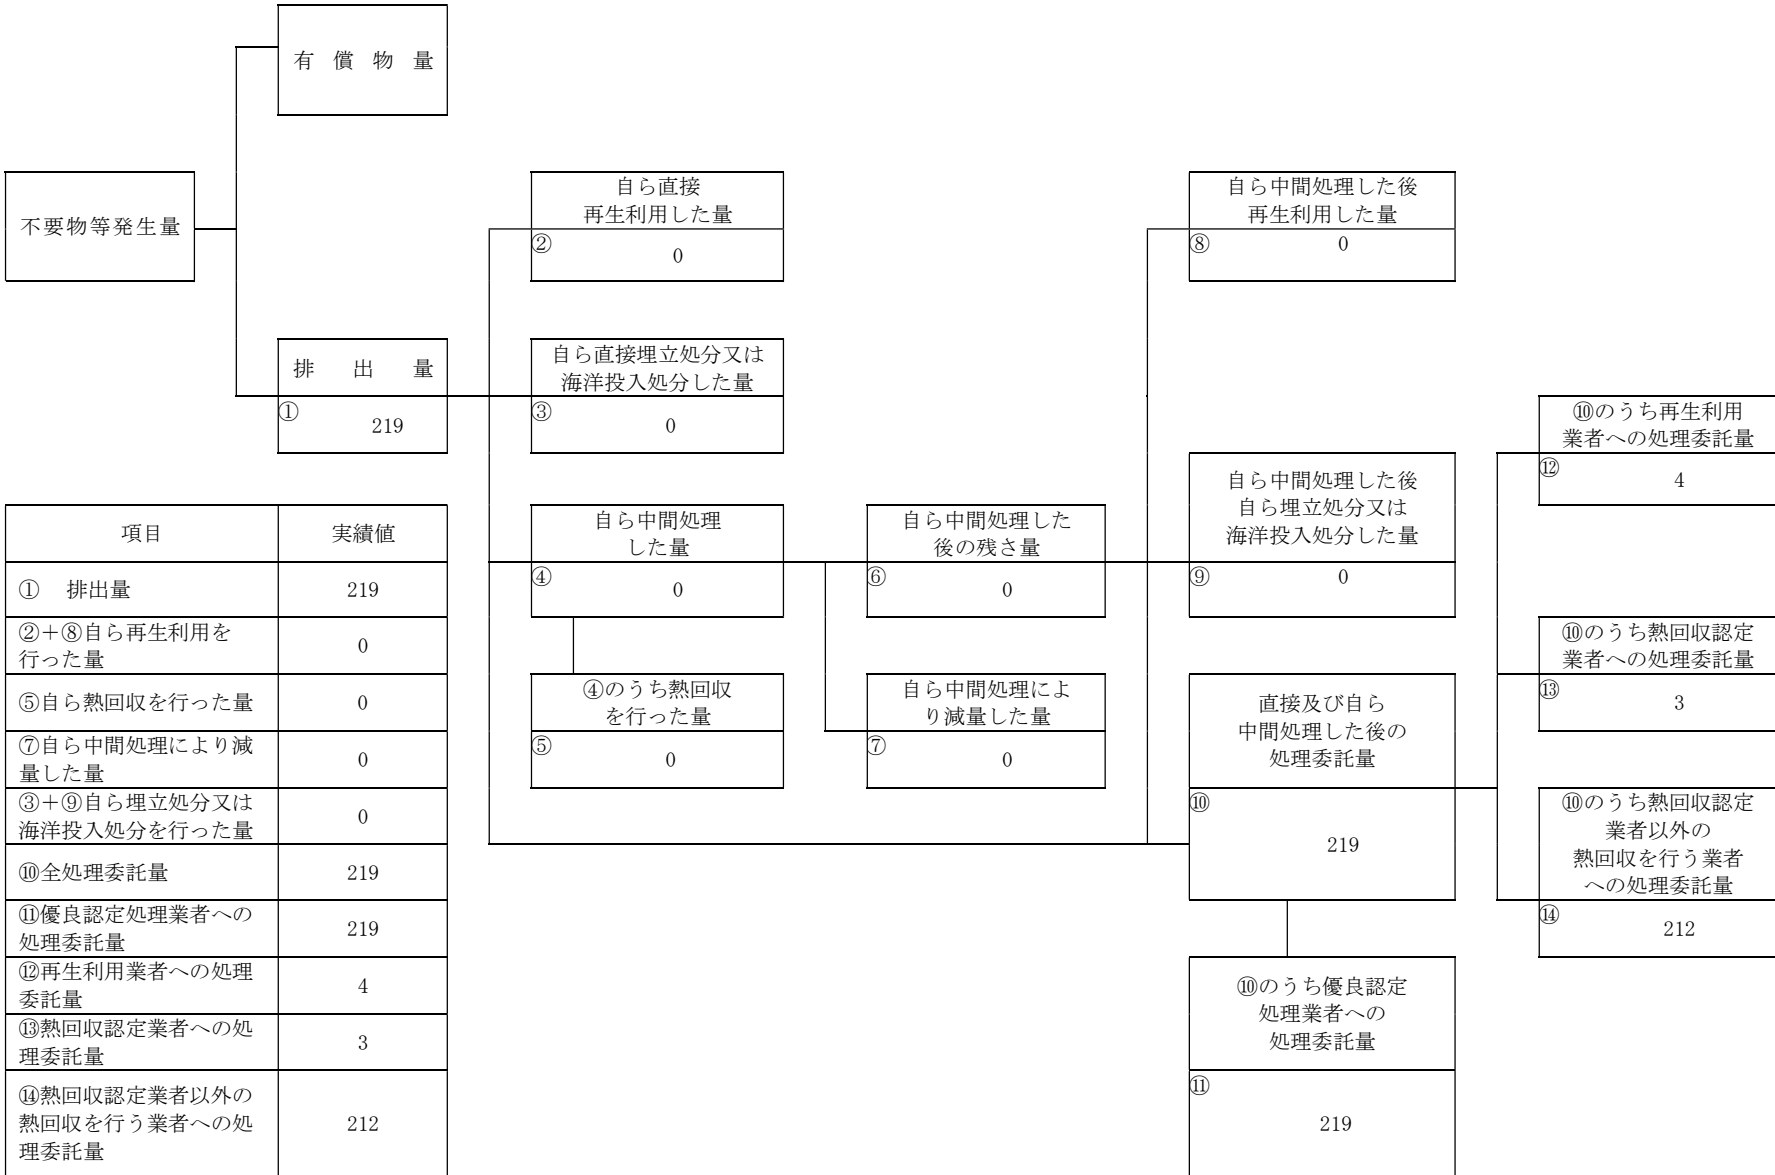 有 償 物 量
不要物等発生量
排 出 量
①
219
自ら直接
再生利用した量
②
0
自ら直接埋立処分又は
海洋投入処分した量
③
0
自ら中間処理
した量
④
0
④のうち熱回収
を行った量
⑤
0
自ら中間処理した
後の残さ量
⑥
0
自ら中間処理によ
り減量した量
⑦
0
自ら中間処理した後
再生利用した量
⑧
0
自ら中間処理した後
自ら埋立処分又は
海洋投入処分した量
⑨
0
直接及び自ら
中間処理した後の
処理委託量
⑩
219
⑩のうち優良認定
処理業者への
処理委託量
⑪
219
⑩のうち再生利用
業者への処理委託量
⑫
4
⑩のうち熱回収認定
業者への処理委託量
⑬
3
⑩のうち熱回収認定
業者以外の
熱回収を行う業者
への処理委託量
⑭
212
項目 実績値
① 排出量 219
②+⑧自ら再生利用を
行った量
0
⑤自ら熱回収を行った量 0
⑦自ら中間処理により減
量した量
0
③+⑨自ら埋立処分又は
海洋投入処分を行った量
0
⑩全処理委託量 219
⑪優良認定処理業者への
処理委託量
219
⑫再生利用業者への処理
委託量
4
⑬熱回収認定業者への処
理委託量
3
⑭熱回収認定業者以外の
熱回収を行う業者への処
理委託量
212